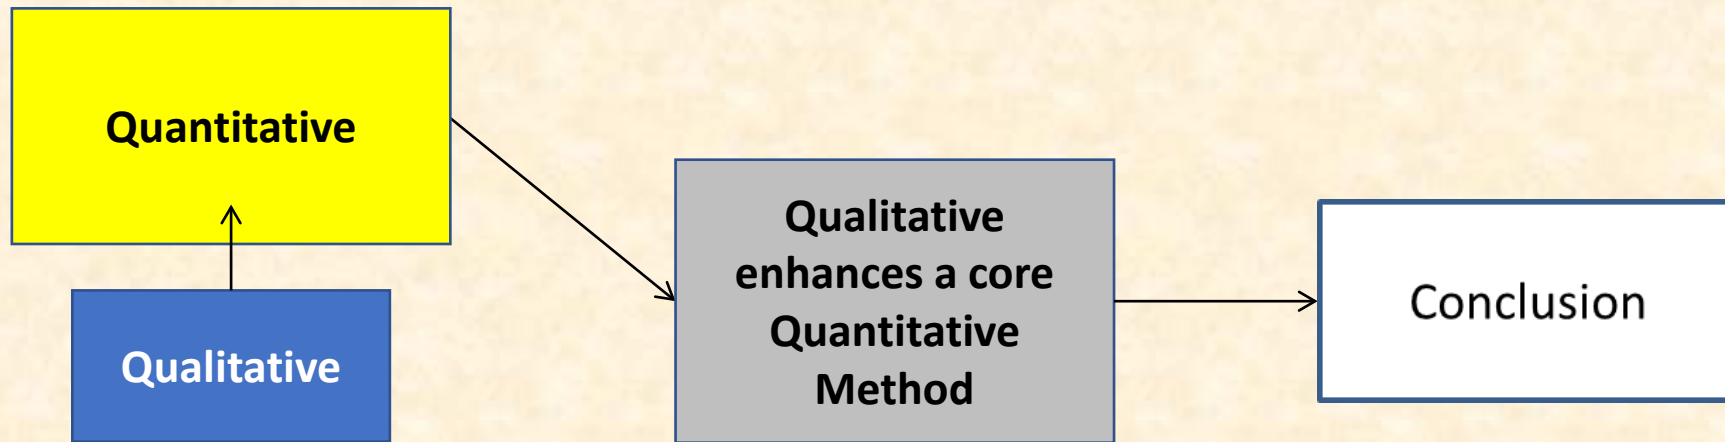 Quantitative
Qualitative
Qualitative
enhances a core
Quantitative
Method
Conclusion